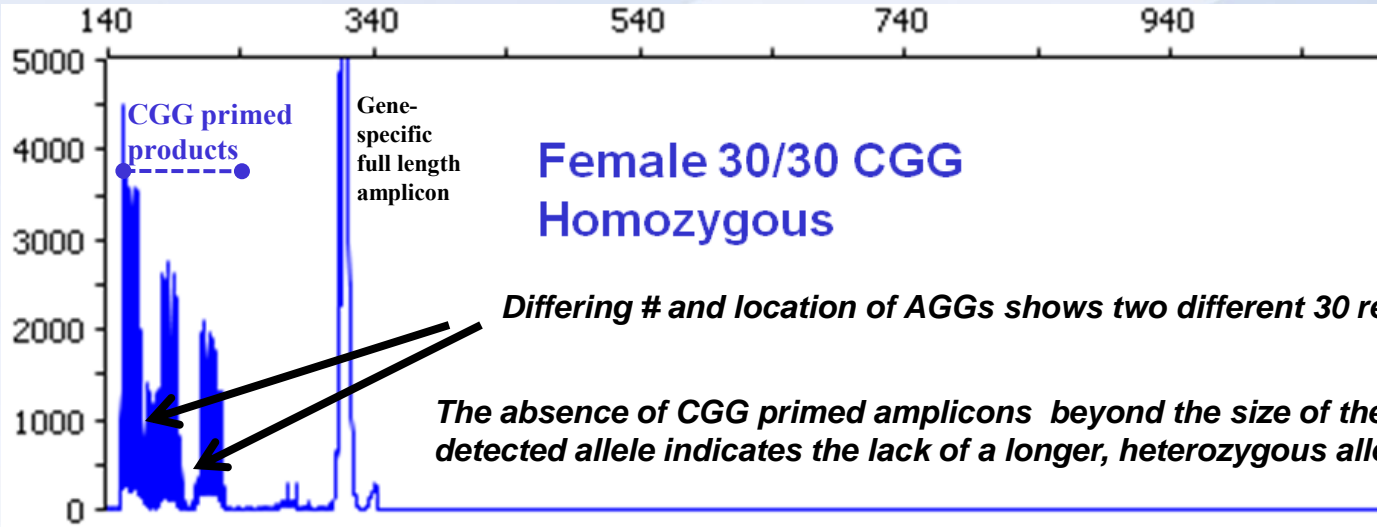 140 340 540 740 940
5000
4000
3000
2000
1000
0
CGG primed
products
Gene-
specific
full length
amplicon
Female 30/30 CGG
Homozygous
Differing # and location of AGGs shows two different 30 re
The absence of CGG primed amplicons beyond the size of the
detected allele indicates the lack of a longer, heterozygous alle